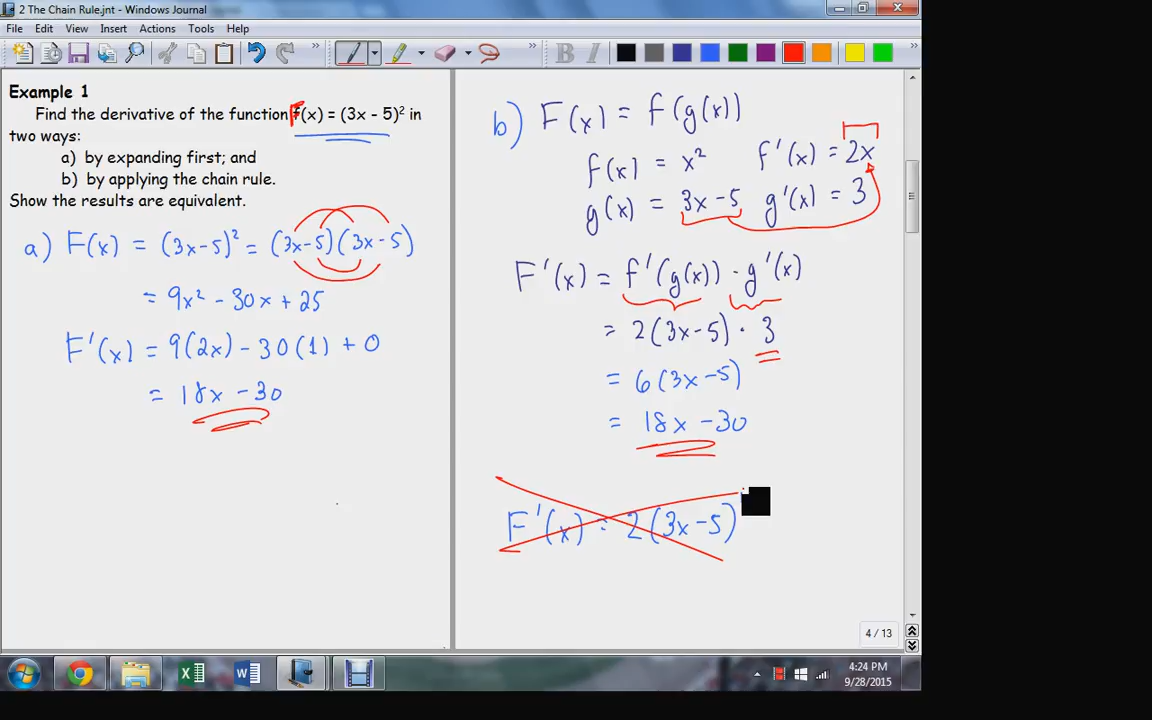 2 The Chain Rule.jnt - Windows Journal
File Edit View Insert Actions Tools Help
Example 1
Find the derivative of the function F(x) = (3x - 5)² in
two ways:
a) by expanding first; and
b) by applying the chain rule.
Show the results are equivalent.
a) F(x) = (3x-5)² = (3x-5)(3x-5)
= 9x² - 30x + 25
F'(x) = 9(2x) - 30(1) + 0
= 18x - 30
b) F(x) = f(g(x))
f(x) = x² f'(x) = 2x
g(x) = 3x-5 g'(x) = 3
F'(x) = f'(g(x)) · g'(x)
= 2(3x-5) · 3
= 6(3x-5)
= 18x - 30
F'(x) = 2(3x-5)
4 / 13
4:24 PM
9/28/2015